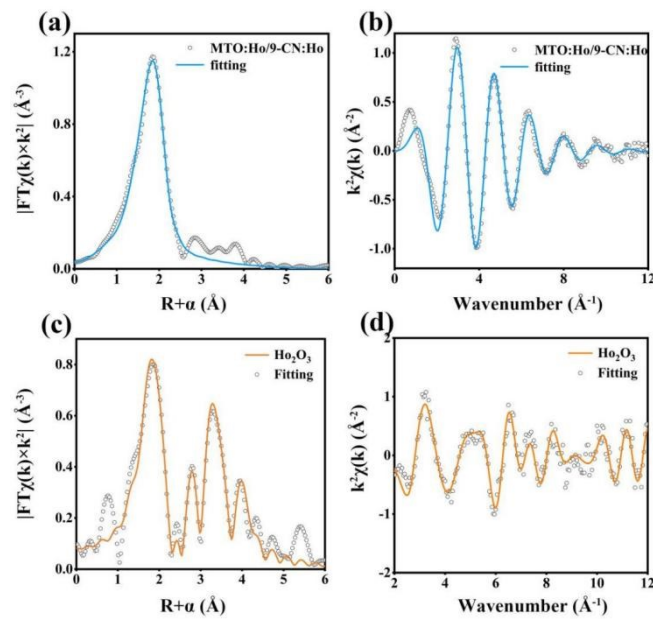 (a)
MTO:Ho/9-CN:Ho
fitting
|FTχ(k)×k²| (Å⁻³)
1.2
0.8
0.4
0.0
0 1 2 3 4 5 6
R+α (Å)
(b)
MTO:Ho/9-CN:Ho
fitting
k²χ(k) (Å⁻²)
1.0
0.5
0.0
-0.5
-1.0
0 4 8 12
Wavenumber (Å⁻¹)
(c)
Ho₂O₃
Fitting
|FTχ(k)×k²| (Å⁻³)
0.8
0.6
0.4
0.2
0.0
0 1 2 3 4 5 6
R+α (Å)
(d)
Ho₂O₃
Fitting
k²χ(k) (Å⁻²)
2
1
0
-1
-2
2 4 6 8 10 12
Wavenumber (Å⁻¹)